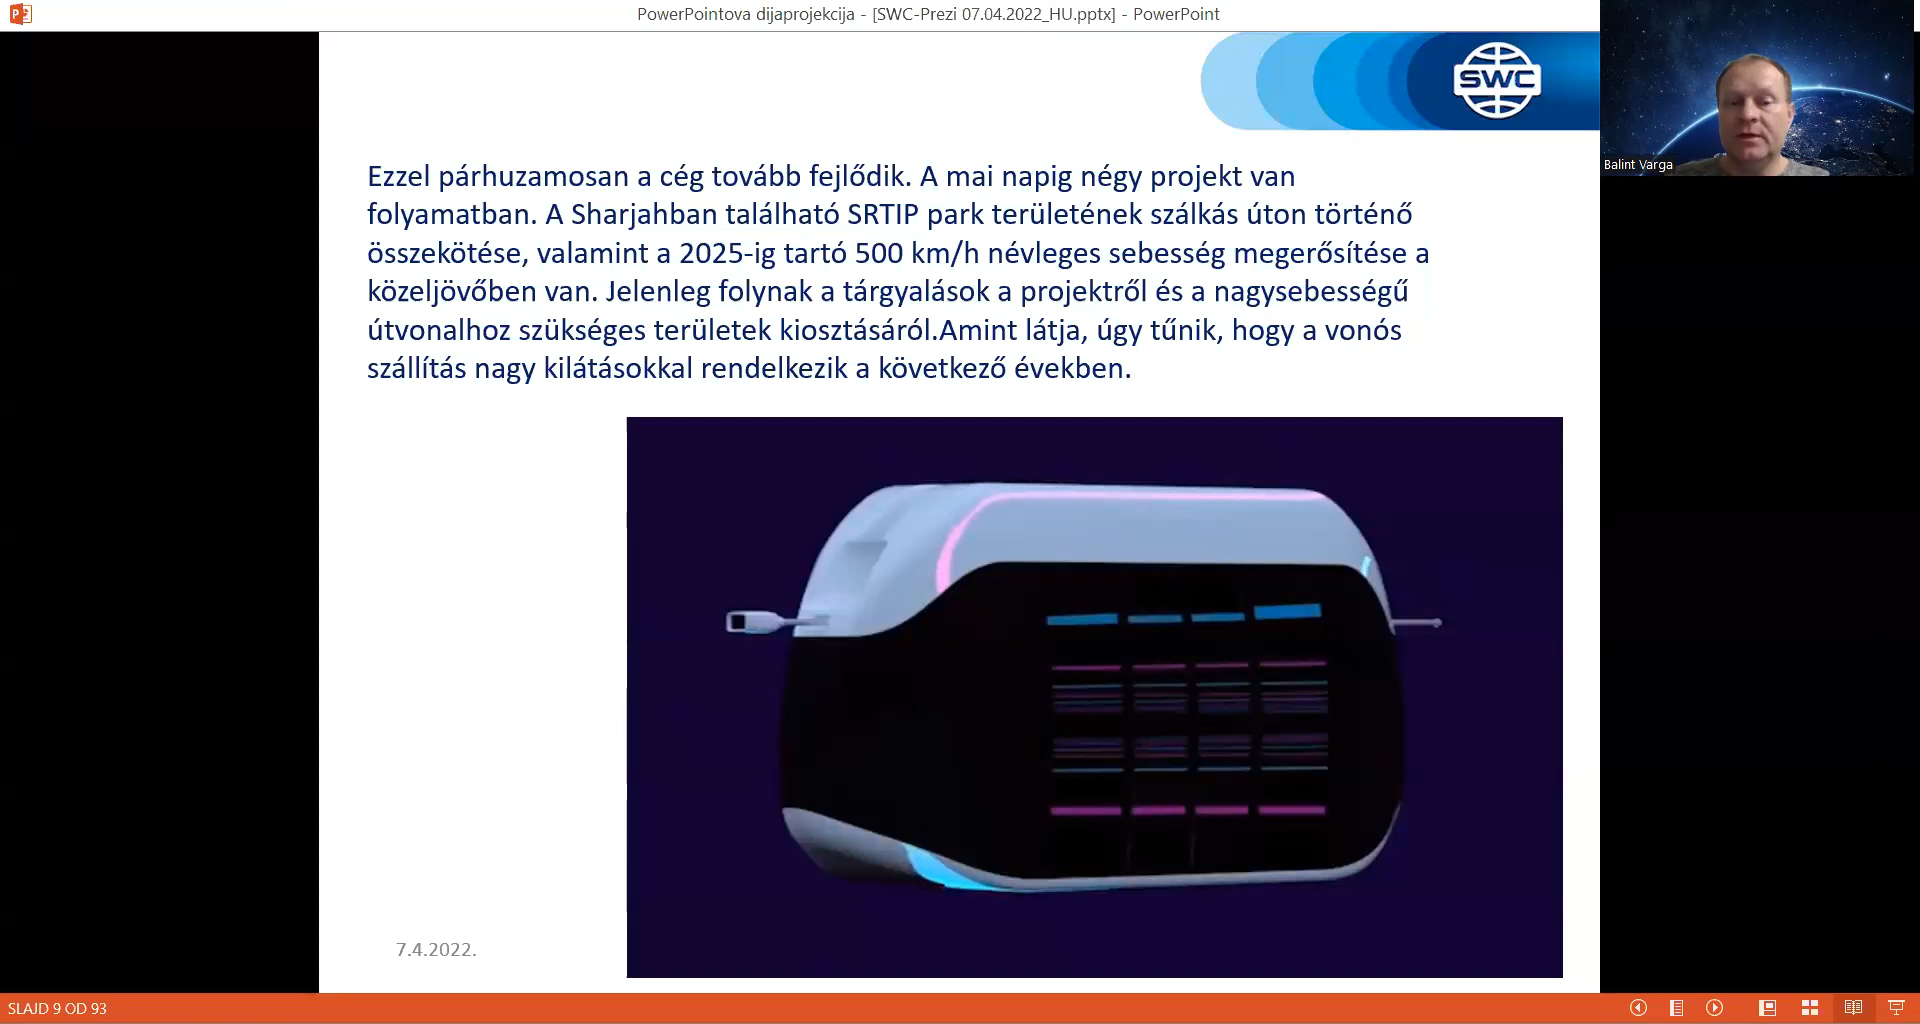 PowerPointova dijaprojekcija - [SWC-Prezi 07.04.2022_HU.pptx] - PowerPoint
SWC
Balint Varga
Ezzel párhuzamosan a cég tovább fejlődik. A mai napig négy projekt van
folyamatban. A Sharjahban található SRTIP park területének szálkás úton történő
összekötése, valamint a 2025-ig tartó 500 km/h névleges sebesség megerősítése a
közeljövőben van. Jelenleg folynak a tárgyalások a projektről és a nagysebességű
útvonalhoz szükséges területek kiosztásáról.Amint látja, úgy tűnik, hogy a vonós
szállítás nagy kilátásokkal rendelkezik a következő években.
7.4.2022.
SLAJD 9 OD 93